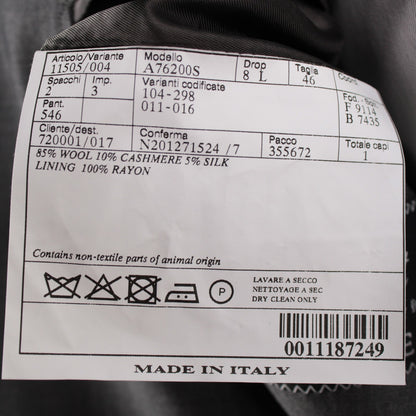 Articolo/Variante Modello Drop Taglia
11505/004 A76200S 8 L 46
Spacchi Imp. Varianti codificate
2 3 104-298 F 9114
Pant. 011-016 B 7435
546
Cliente/dest. Conferma Pacco Totale capi
720001/017 N201271524 /7 355672 1
85% WOOL 10% CASHMERE 5% SILK
LINING 100% RAYON
Contains non-textile parts of animal origin
P
LAVARE A SECCO
NETTOYAGE A SEC
DRY CLEAN ONLY
0011187249
MADE IN ITALY